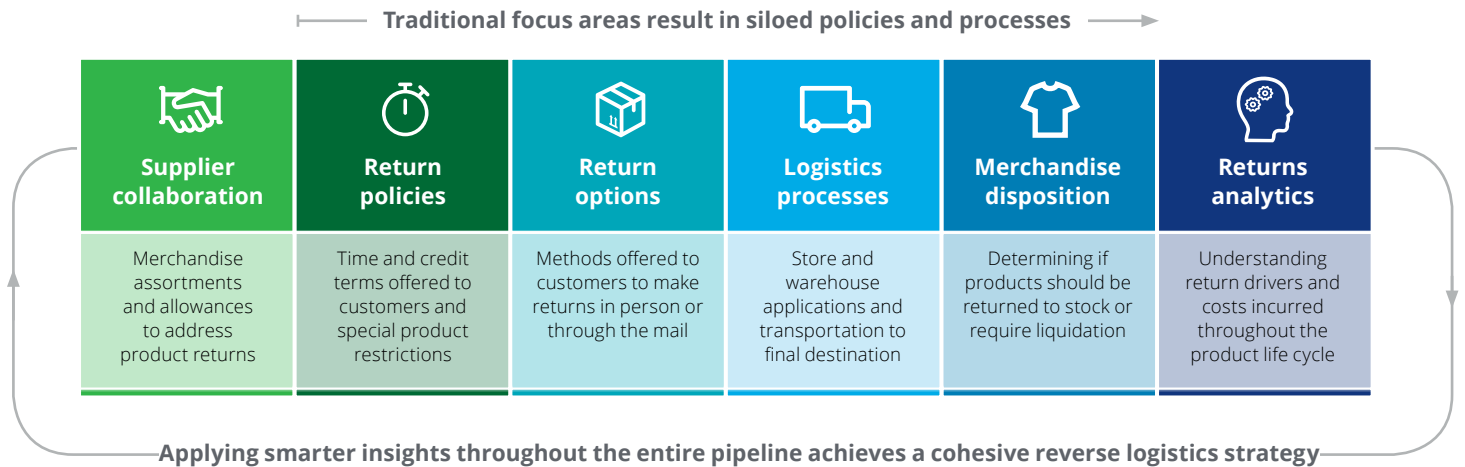 Traditional focus areas result in siloed policies and processes
Supplier
collaboration
Merchandise
assortments
and allowances
to address
product returns
Return
policies
Time and credit
terms offered to
customers and
special product
restrictions
Return
options
Methods offered to
customers to make
returns in person or
through the mail
Logistics
processes
Store and
warehouse
applications and
transportation to
final destination
Merchandise
disposition
Determining if
products should be
returned to stock or
require liquidation
Returns
analytics
Understanding
return drivers and
costs incurred
throughout the
product life cycle
Applying smarter insights throughout the entire pipeline achieves a cohesive reverse logistics strategy